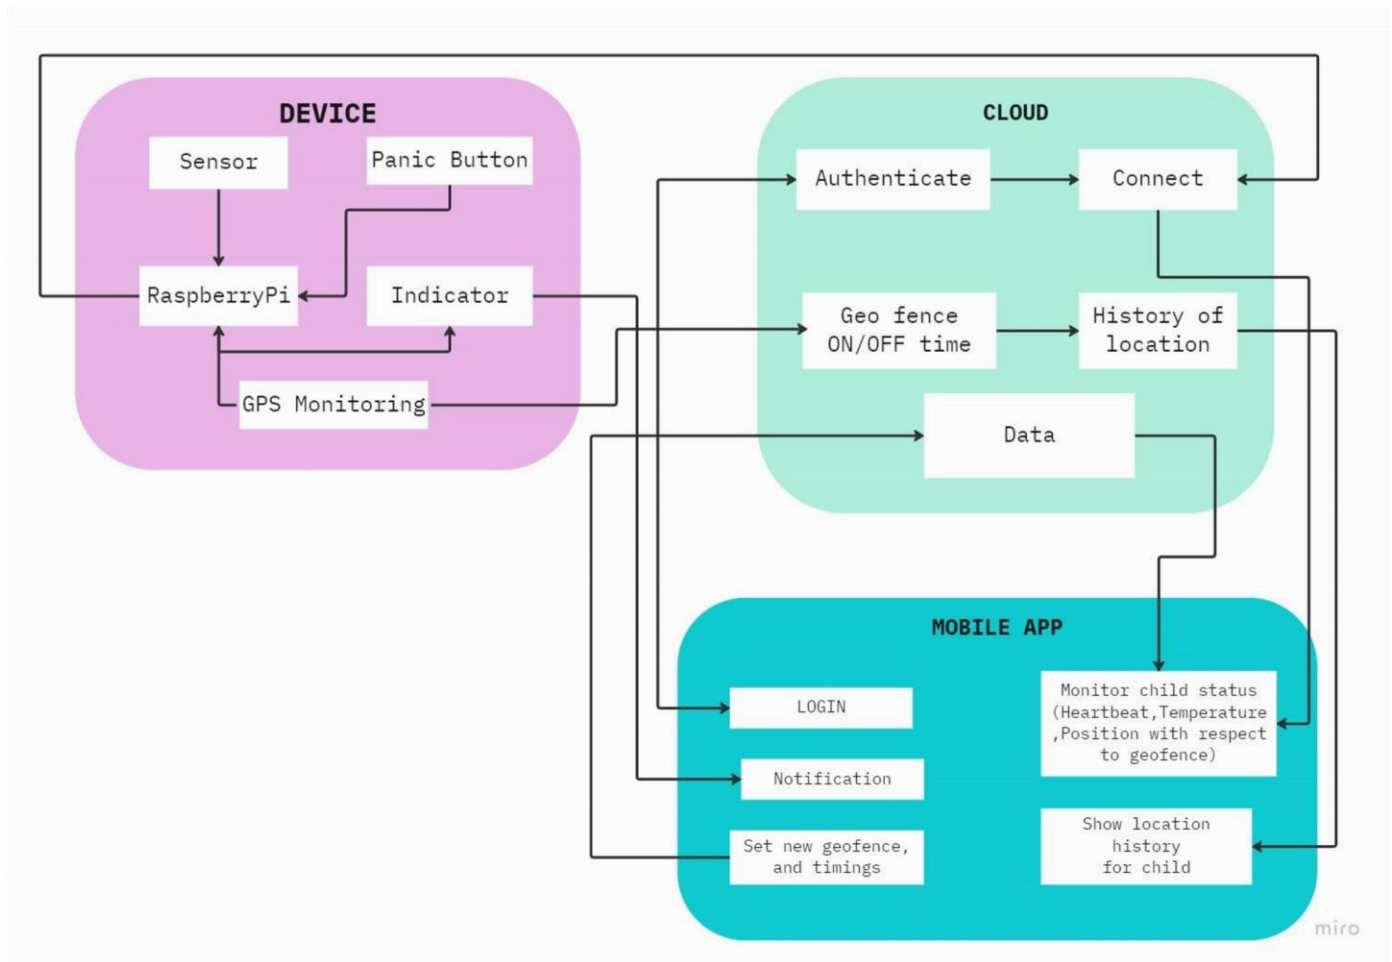 DEVICE
Sensor
Panic Button
RaspberryPi
Indicator
GPS Monitoring
CLOUD
Authenticate
Connect
Geo fence
ON/OFF time
History of
location
Data
MOBILE APP
LOGIN
Notification
Set new geofence,
and timings
Monitor child status
(Heartbeat,Temperature
,Position with respect
to geofence)
Show location
history
for child
miro